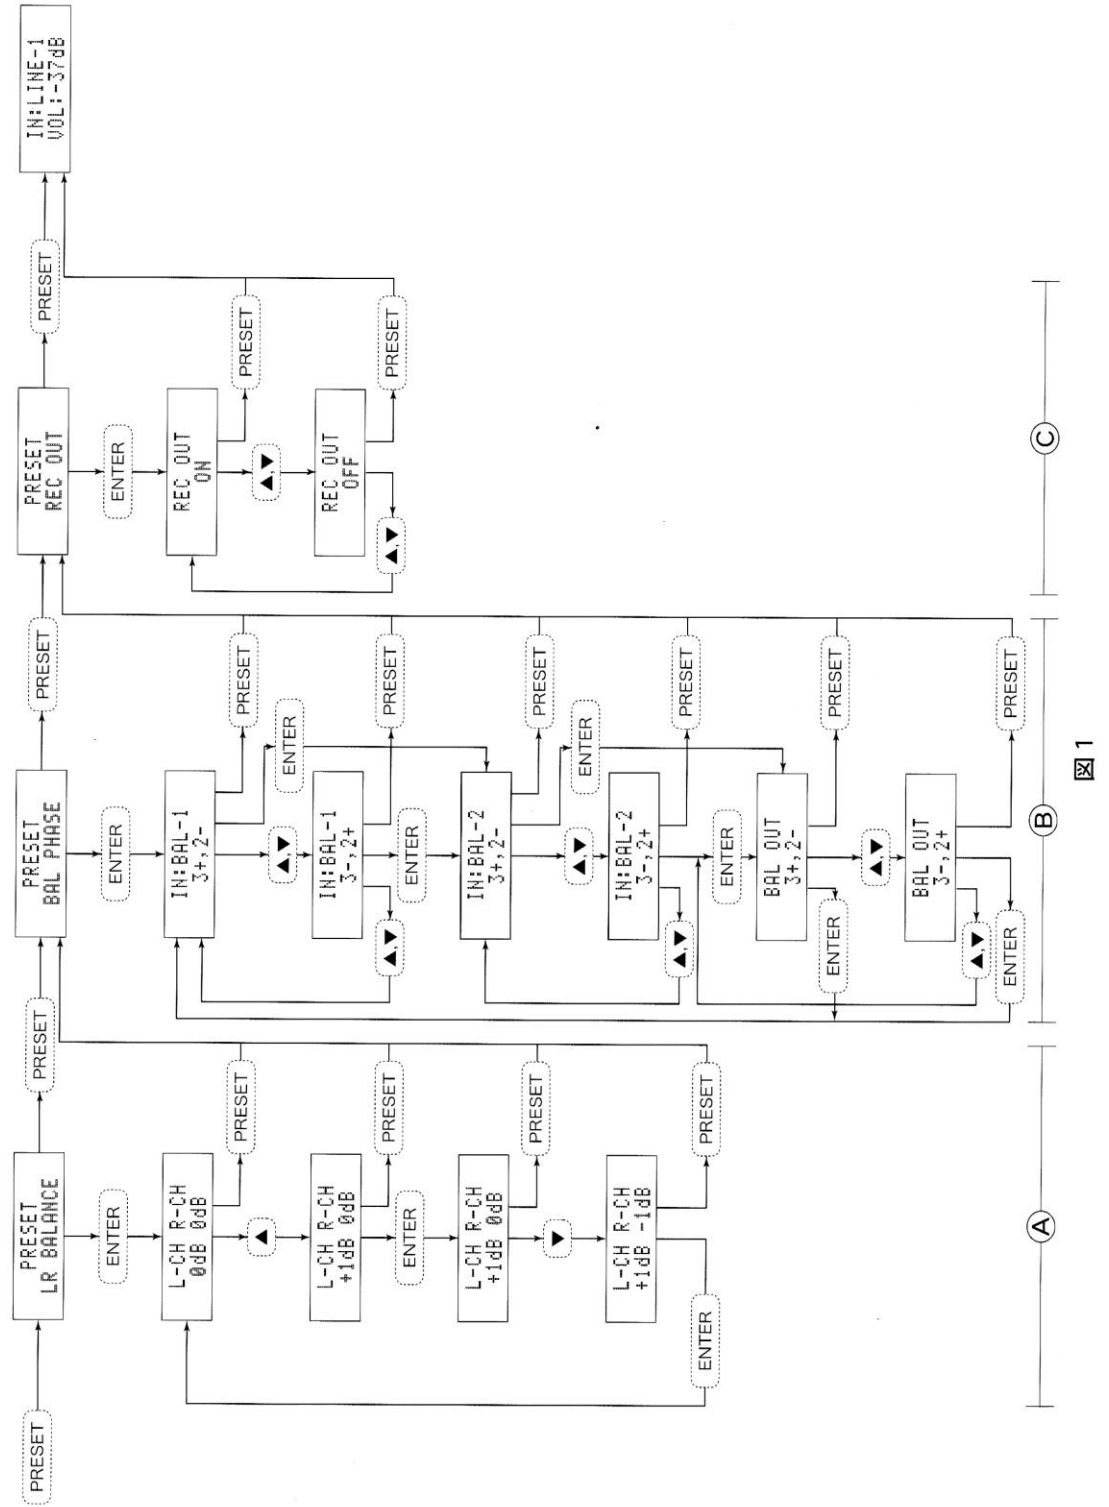 PRESET
PRESET
LR BALANCE
PRESET
ENTER
L-CH R-CH
0dB 0dB
PRESET
▲
L-CH R-CH
+1dB 0dB
PRESET
ENTER
L-CH R-CH
+1dB 0dB
PRESET
▼
L-CH R-CH
+1dB -1dB
PRESET
ENTER
A
PRESET
BAL PHASE
PRESET
ENTER
IN:BAL-1
3+,2-
PRESET
▲,▼
ENTER
IN:BAL-1
3-,2+
PRESET
▲,▼
ENTER
IN:BAL-2
3+,2-
PRESET
▲,▼
ENTER
IN:BAL-2
3-,2+
PRESET
▲,▼
ENTER
BAL OUT
3+,2-
PRESET
ENTER
▲,▼
BAL OUT
3-,2+
PRESET
▲,▼
ENTER
B
PRESET
REC OUT
PRESET
ENTER
REC OUT
ON
PRESET
▲,▼
REC OUT
OFF
PRESET
▲,▼
C
IN:LINE-1
VOL:-37dB
図1